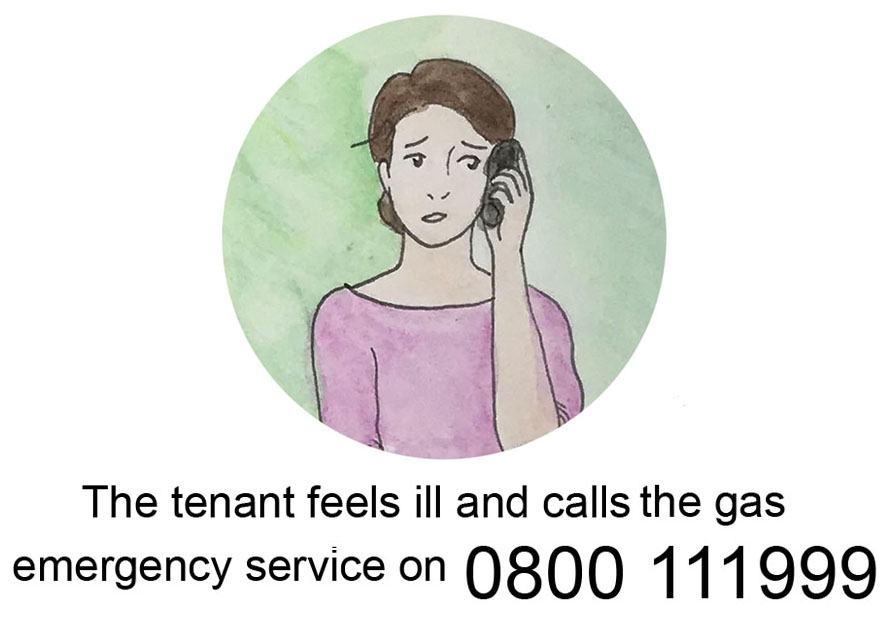 The tenant feels ill and calls the gas
emergency service on 0800 111999